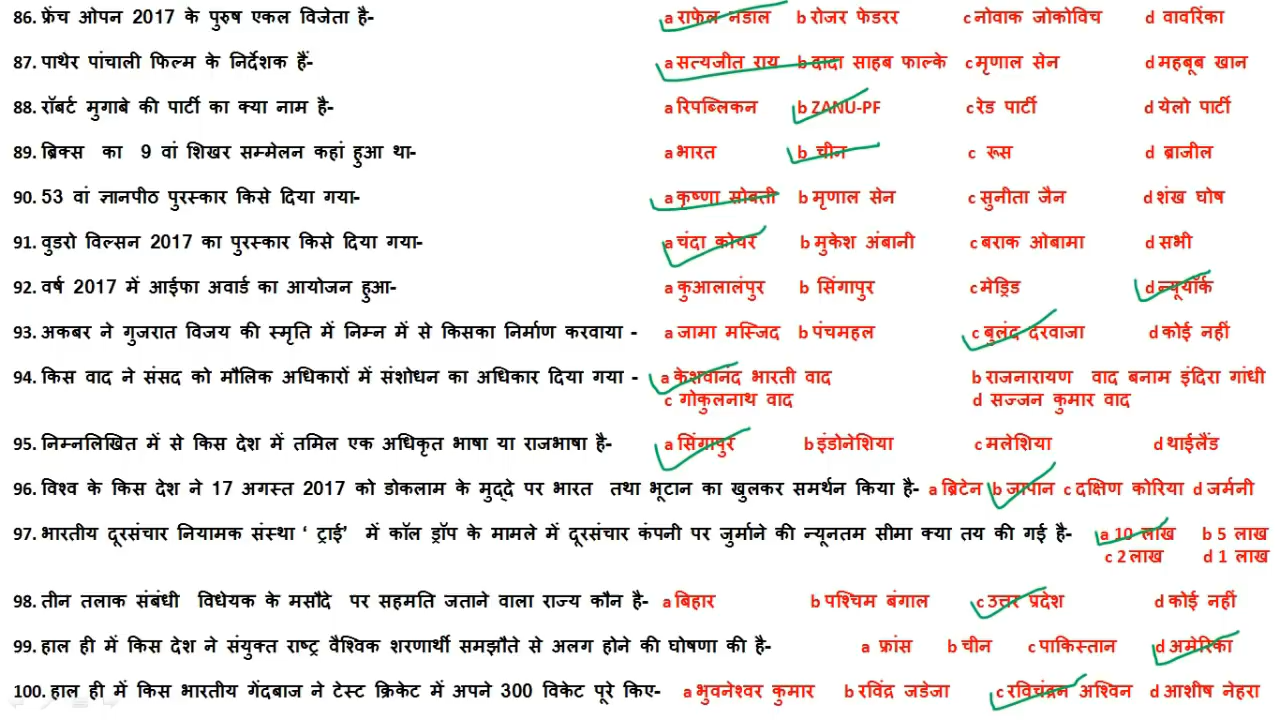 86. फ्रेंच ओपन 2017 के पुरुष एकल विजेता है- a राफेल नडाल b रोजर फेडरर c नोवाक जोकोविच d वावरिंका
87. पाथेर पांचाली फिल्म के निर्देशक हैं- a सत्यजीत राय b दादा साहब फाल्के c मृणाल सेन d महबूब खान
88. रॉबर्ट मुगाबे की पार्टी का क्या नाम है- a रिपब्लिकन b ZANU-PF c रेड पार्टी d येलो पार्टी
89. ब्रिक्स का 9 वां शिखर सम्मेलन कहां हुआ था- a भारत b चीन c रूस d ब्राजील
90. 53 वां ज्ञानपीठ पुरस्कार किसे दिया गया- a कृष्णा सोबती b मृणाल सेन c सुनीता जैन d शंख घोष
91. वुडरो विल्सन 2017 का पुरस्कार किसे दिया गया- a चंदा कोचर b मुकेश अंबानी c बराक ओबामा d सभी
92. वर्ष 2017 में आईफा अवार्ड का आयोजन हुआ- a कुआलालंपुर b सिंगापुर c मेड्रिड d न्यूयॉर्क
93. अकबर ने गुजरात विजय की स्मृति में निम्न में से किसका निर्माण करवाया - a जामा मस्जिद b पंचमहल c बुलंद दरवाजा d कोई नहीं
94. किस वाद ने संसद को मौलिक अधिकारों में संशोधन का अधिकार दिया गया - a केशवानंद भारती वाद b राजनारायण वाद बनाम इंदिरा गांधी
c गोकुलनाथ वाद d सज्जन कुमार वाद
95. निम्नलिखित में से किस देश में तमिल एक अधिकृत भाषा या राजभाषा है- a सिंगापुर b इंडोनेशिया c मलेशिया d थाईलैंड
96. विश्व के किस देश ने 17 अगस्त 2017 को डोकलाम के मुद्दे पर भारत तथा भूटान का खुलकर समर्थन किया है- a ब्रिटेन b जापान c दक्षिण कोरिया d जर्मनी
97. भारतीय दूरसंचार नियामक संस्था ' ट्राई' में कॉल ड्रॉप के मामले में दूरसंचार कंपनी पर जुर्माने की न्यूनतम सीमा क्या तय की गई है- a 10 लाख b 5 लाख
c 2 लाख d 1 लाख
98. तीन तलाक संबंधी विधेयक के मसौदे पर सहमति जताने वाला राज्य कौन है- a बिहार b पश्चिम बंगाल c उत्तर प्रदेश d कोई नहीं
99. हाल ही में किस देश ने संयुक्त राष्ट्र वैश्विक शरणार्थी समझौते से अलग होने की घोषणा की है- a फ्रांस b चीन c पाकिस्तान d अमेरिका
100. हाल ही में किस भारतीय गेंदबाज ने टेस्ट क्रिकेट में अपने 300 विकेट पूरे किए- a भुवनेश्वर कुमार b रविंद्र जडेजा c रविचंद्रन अश्विन d आशीष नेहरा